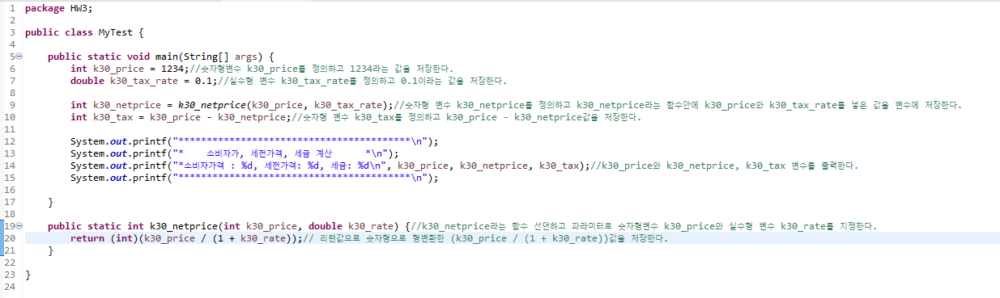 1 package HW3;
2
3 public class MyTest {
4
5 public static void main(String[] args) {
6 int k30_price = 1234;//숫자형변수 k30_price를 정의하고 1234라는 값을 저장한다.
7 double k30_tax_rate = 0.1;//실수형 변수 k30_tax_rate를 정의하고 0.1이라는 값을 저장한다.
8
9 int k30_netprice = k30_netprice(k30_price, k30_tax_rate);//숫자형 변수 k30_netprice를 정의하고 k30_netprice라는 함수안에 k30_price와 k30_tax_rate를 넣은 값을 변수에 저장한다.
10 int k30_tax = k30_price - k30_netprice;//숫자형 변수 k30_tax를 정의하고 k30_price - k30_netprice값을 저장한다.
11
12 System.out.printf("******************************************\n");
13 System.out.printf("*    소비자가, 세전가격, 세금 계산      *\n");
14 System.out.printf("*소비자가격 : %d, 세전가격: %d, 세금: %d\n", k30_price, k30_netprice, k30_tax);//k30_price와 k30_netprice, k30_tax 변수를 출력한다.
15 System.out.printf("******************************************\n");
16
17 }
18
19 public static int k30_netprice(int k30_price, double k30_rate) {//k30_netprice라는 함수 선언하고 파라미터로 숫자형변수 k30_price와 실수형 변수 k30_rate를 지정한다.
20 return (int)(k30_price / (1 + k30_rate));// 리턴값으로 숫자형으로 형변환한 (k30_price / (1 + k30_rate))값을 저장한다.
21 }
22
23 }
24